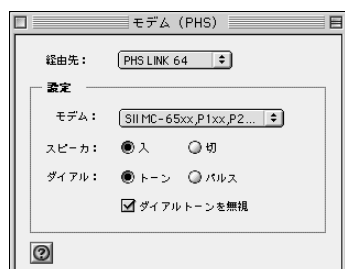 モデム（PHS）
経由先： PHS LINK 64
設定
モデム： SII MC-65xx,P1xx,P2...
スピーカ： 入 切
ダイアル： トーン パルス
ダイアルトーンを無視
?